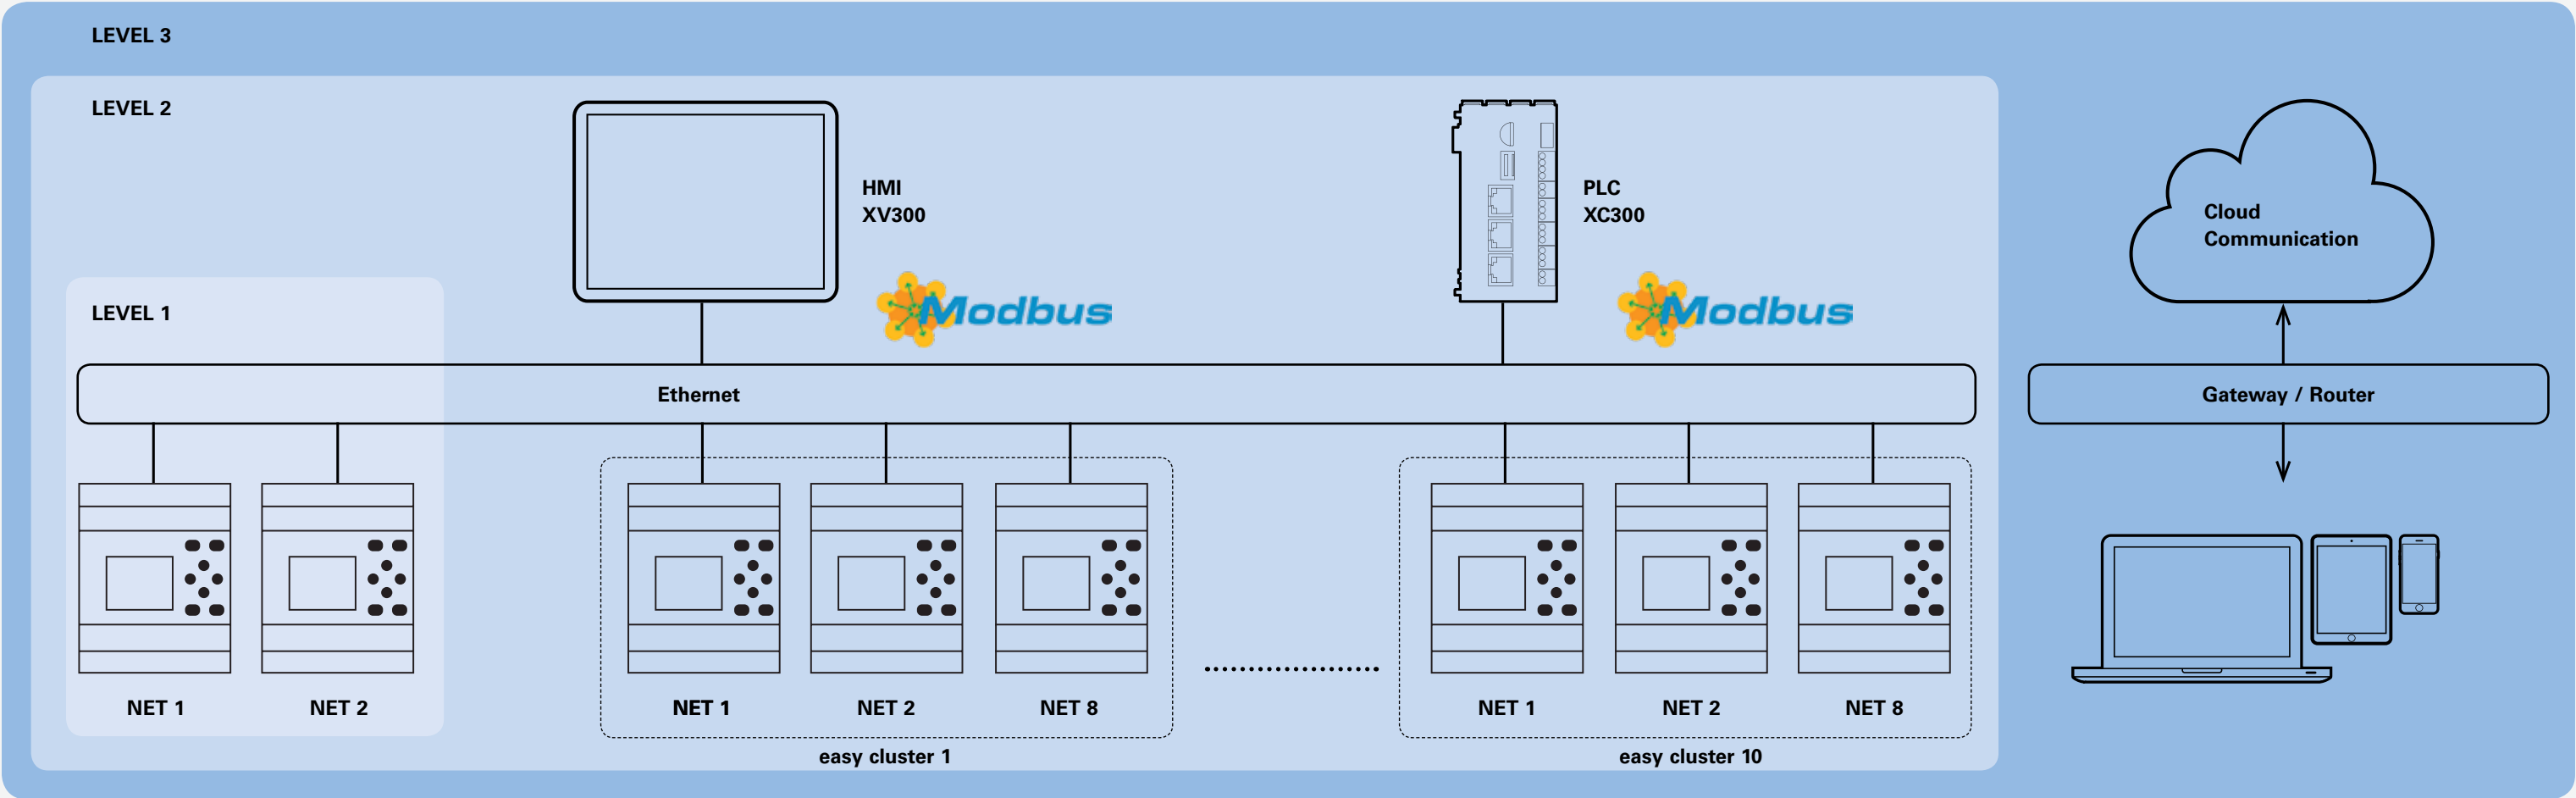 LEVEL 3
LEVEL 2
HMI
XV300
PLC
XC300
Cloud
Communication
LEVEL 1
Modbus
Modbus
Ethernet
Gateway / Router
NET 1
NET 2
NET 1
NET 2
NET 8
NET 1
NET 2
NET 8
easy cluster 1
easy cluster 10